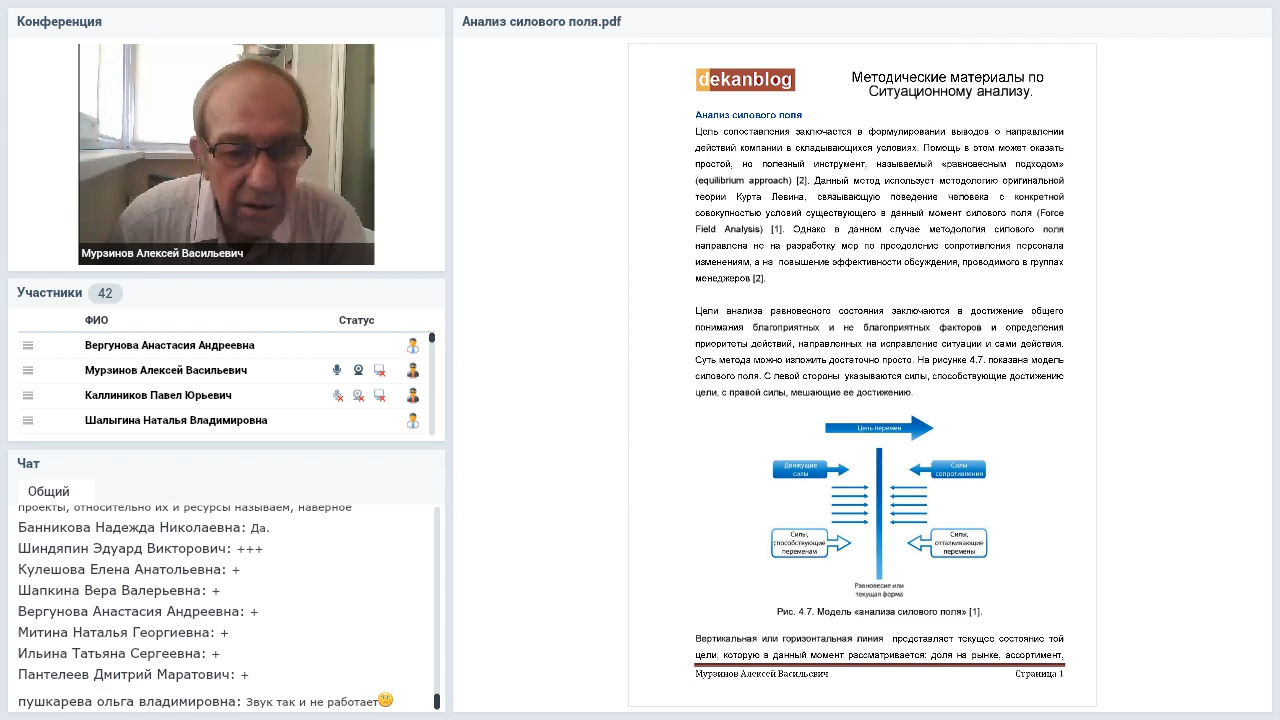 Конференция
Мурзинов Алексей Васильевич
Участники 42
ФИО Статус
Вергунова Анастасия Андреевна
Мурзинов Алексей Васильевич
Каллиников Павел Юрьевич
Шалыгина Наталья Владимировна
Чат
Общий
проекты, относительно их и ресурсы называем, наверное
Банникова Надежда Николаевна: Да.
Шиндяпин Эдуард Викторович: +++
Кулешова Елена Анатольевна: +
Шапкина Вера Валерьевна: +
Вергунова Анастасия Андреевна: +
Митина Наталья Георгиевна: +
Ильина Татьяна Сергеевна: +
Пантелеев Дмитрий Маратович: +
пушкарева ольга владимировна: Звук так и не работает
Анализ силового поля.pdf
dekanblog
Методические материалы по
Ситуационному анализу.
Анализ силового поля
Цель сопоставления заключается в формулировании выводов о направлении
действий компании в складывающихся условиях. Помощь в этом может оказать
простой, но полезный инструмент, называемый «равновесным подходом»
(equilibrium approach) [2]. Данный метод использует методологию оригинальной
теории Курта Левина, связывающую поведение человека с конкретной
совокупностью условий существующего в данный момент силового поля (Force
Field Analysis) [1]. Однако в данном случае методология силового поля
направлена не на разработку мер по преодоление сопротивления персонала
изменениям, а на повышение эффективности обсуждения, проводимого в группах
менеджеров [2].
Цели анализа равновесного состояния заключаются в достижение общего
понимания благоприятных и не благоприятных факторов и определения
приоритеты действий, направленных на исправление ситуации и сами действия.
Суть метода можно изложить достаточно просто. На рисунке 4.7. показана модель
силового поля. С левой стороны указываются силы, способствующие достижению
цели, с правой силы, мешающие ее достижению.
Цель перемен
Движущие
силы
Силы
сопротивления
Силы,
способствующие
переменам
Силы,
отталкивающие
перемены
Равновесие или
текущая форма
Рис. 4.7. Модель «анализа силового поля» [1].
Вертикальная или горизонтальная линия представляет текущее состояние той
цели, которую в данный момент рассматривается: доля на рынке, ассортимент,
Мурзинов Алексей Васильевич Страница 1